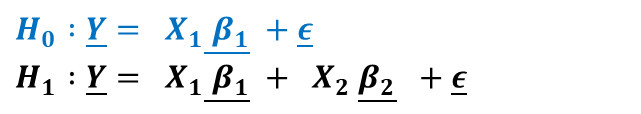 H₀ : Y = X₁ β₁ + ϵ
H₁ : Y = X₁ β₁ + X₂ β₂ + ϵ